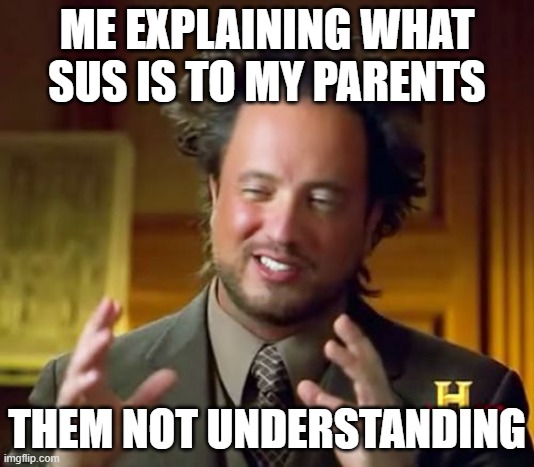 ME EXPLAINING WHAT
SUS IS TO MY PARENTS
H
THEM NOT UNDERSTANDING
imgflip.com